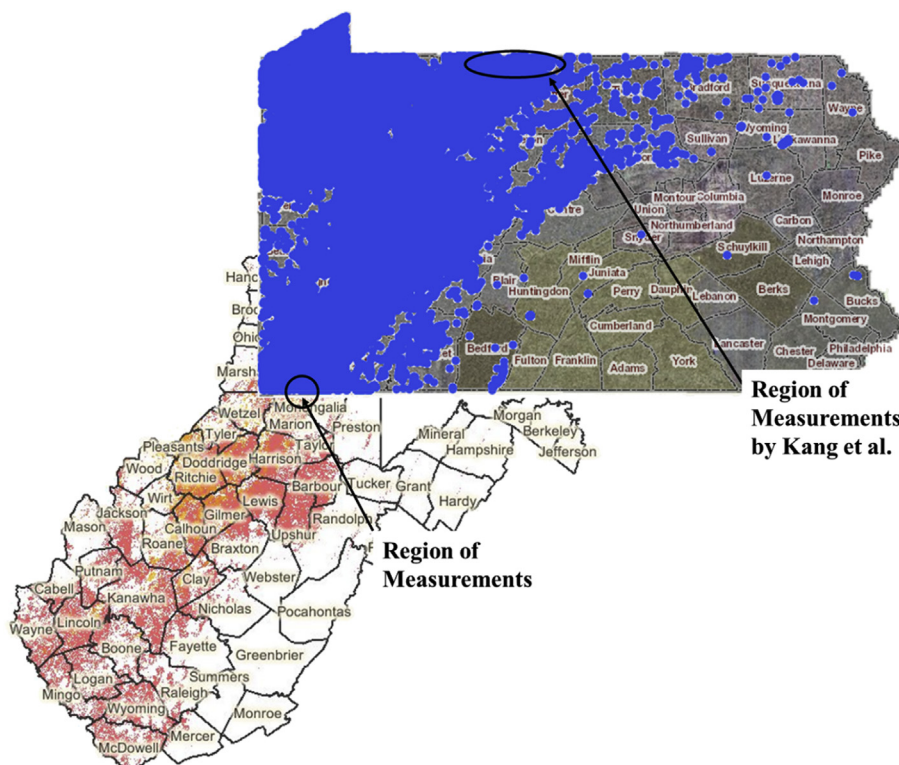 Susquehanna
Bradford
Wayne
Wyoming
Sullivan
Lackawanna
Pike
Luzerne
Monroe
Columbia
Montour
Centre
Union
Carbon
Northumberland
Northampton
Snyder
Schuylkill
Lehigh
Mifflin
Juniata
Blair
Huntingdon
Perry
Dauphin
Lebanon
Berks
Bucks
Montgomery
Cumberland
Lancaster
Chester
Philadelphia
Delaware
Bedford
Fulton
Franklin
Adams
York
Region of
Measurements
by Kang et al.
Hanc
Broo
Ohio
Marsha
Wetzel
Monongalia
Marion
Preston
Morgan
Berkeley
Jefferson
Mineral
Hampshire
Tyler
Pleasants
Taylo
Harrison
Doddridge
Ritchie
Wood
Barbour
Tucker
Grant
Hardy
Wirt
Lewis
Gilmer
Randolph
Jackson
Mason
Calhoun
Upshur
Roane
Braxton
Region of
Measurements
Putnam
Clay
Webster
Cabell
Kanawha
Nicholas
Pocahontas
Wayne
Lincoln
Boone
Fayette
Greenbrier
Logan
Summers
Mingo
Raleigh
Wyoming
Monroe
Mercer
McDowell